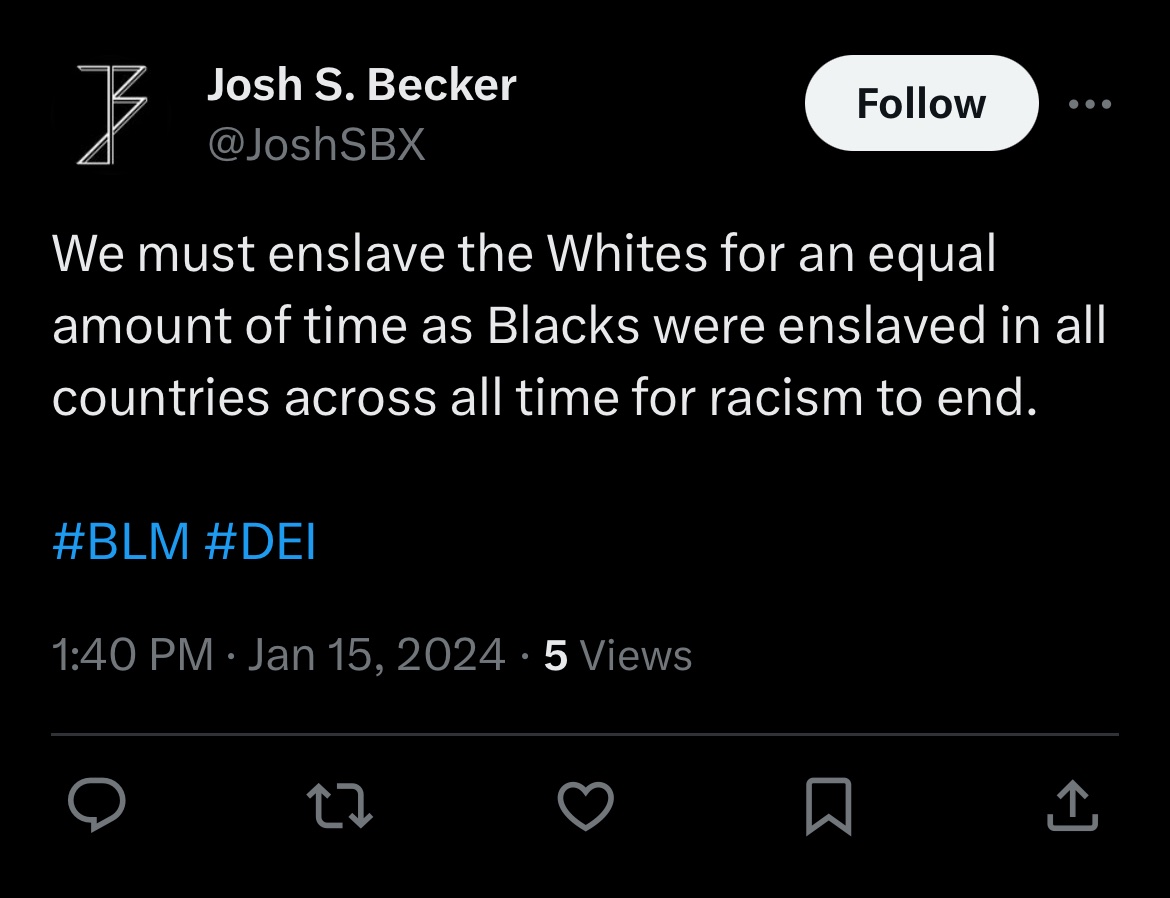 Josh S. Becker
@JoshSBX
Follow
We must enslave the Whites for an equal
amount of time as Blacks were enslaved in all
countries across all time for racism to end.
#BLM #DEI
1:40 PM · Jan 15, 2024 · 5 Views